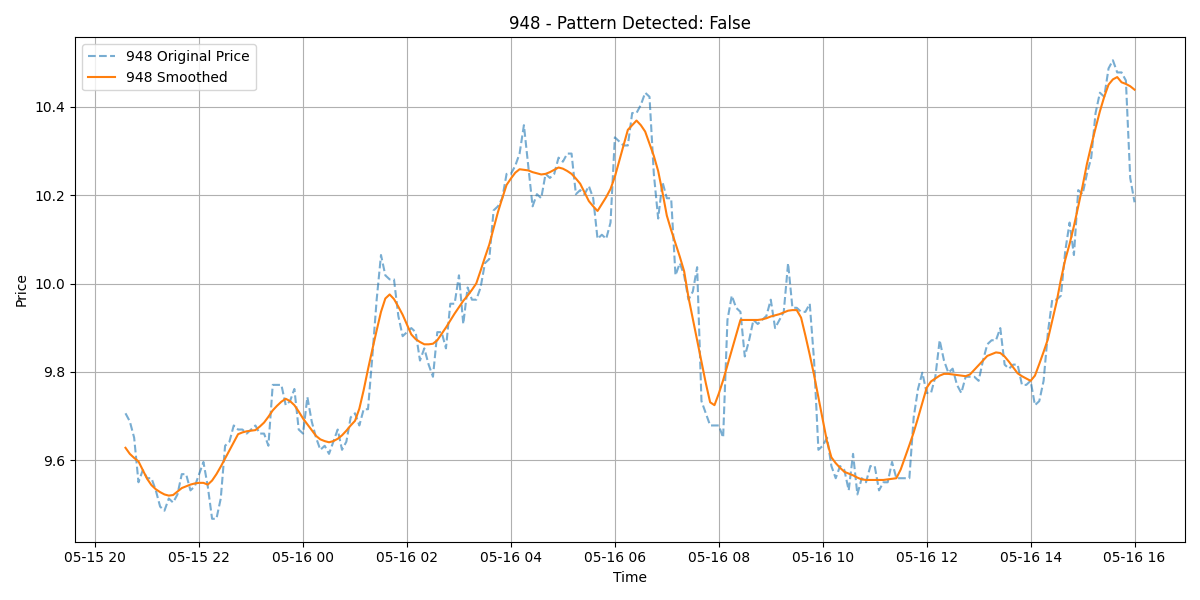 948 - Pattern Detected: False
948 Original Price
948 Smoothed
Price
10.4
10.2
10.0
9.8
9.6
05-15 20 05-15 22 05-16 00 05-16 02 05-16 04 05-16 06 05-16 08 05-16 10 05-16 12 05-16 14 05-16 16
Time